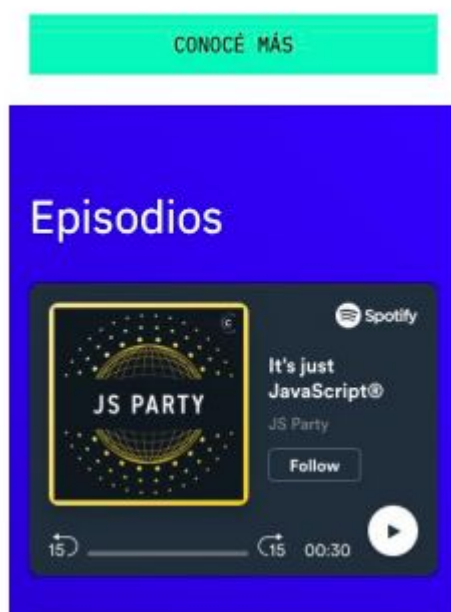 CONOCÉ MÁS
Episodios
Spotify
JS PARTY
It's just
JavaScript®
JS Party
Follow
15
15
00:30